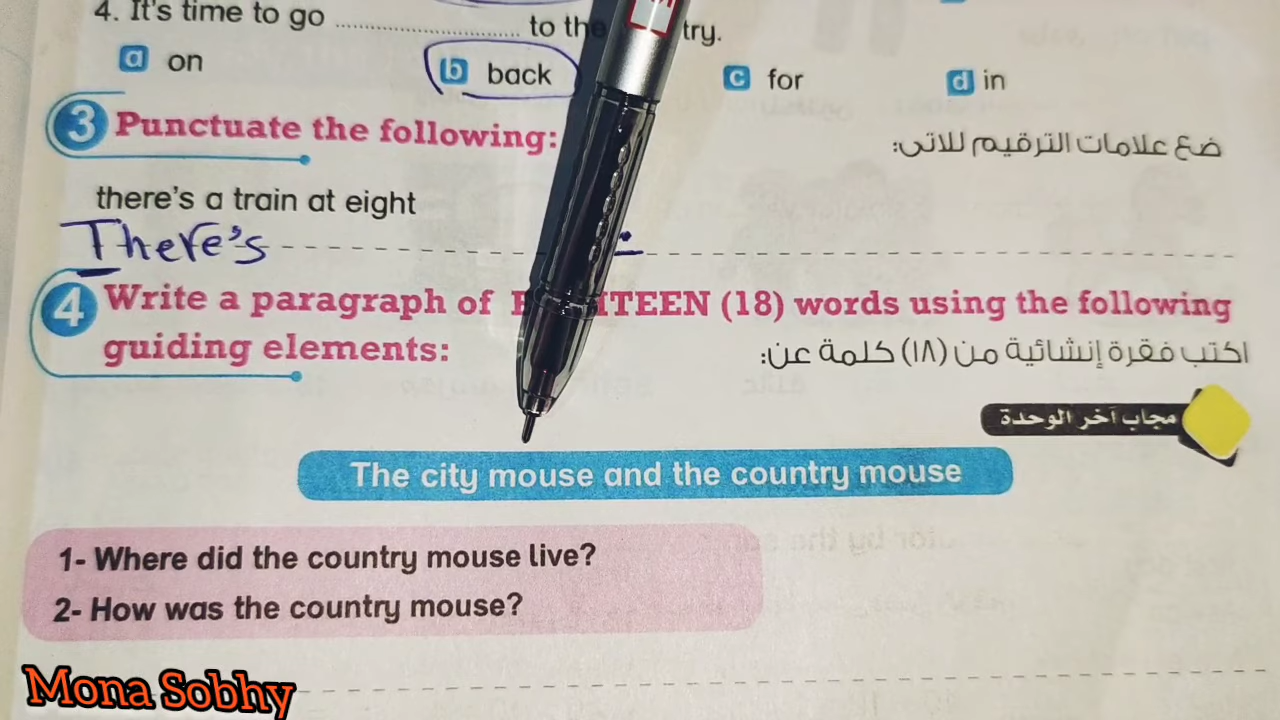 4. It's time to go .............................. to the try.
a on b back c for d in
3 Punctuate the following: ضع علامات الترقيم للآتى:
there's a train at eight
There's .
4 Write a paragraph of E TEEN (18) words using the following
guiding elements: اكتب فقرة إنشائية من (١٨) كلمة عن:
مجاب آخر الوحدة
The city mouse and the country mouse
1- Where did the country mouse live?
2- How was the country mouse?
Mona Sobhy